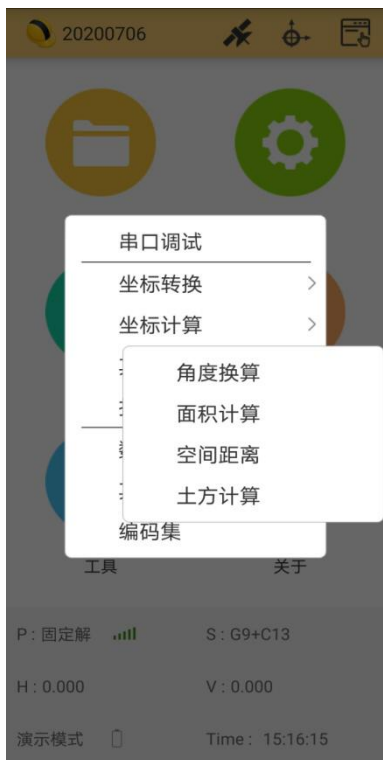 20200706
串口调试
坐标转换
坐标计算
角度换算
面积计算
空间距离
土方计算
编码集
工具 关于
P : 固定解 S : G9+C13
H : 0.000 V : 0.000
演示模式 Time : 15:16:15